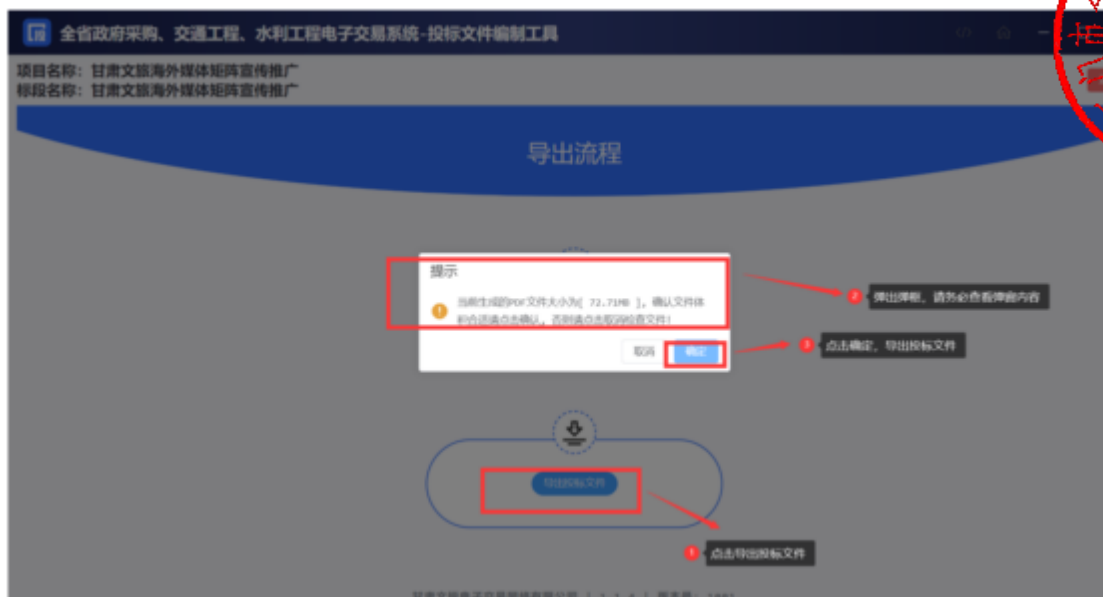 投 全省政府采购、交通工程、水利工程电子交易系统-投标文件编制工具
项目名称：甘肃文旅海外媒体矩阵宣传推广
标段名称：甘肃文旅海外媒体矩阵宣传推广
导出流程
提示
当前生成的PDF文件大小为[ 72.71MB ]，确认文件体
积合适请点击确认，否则请点击取消检查文件！
取消 确定
2 弹出弹框，请务必查看弹窗内容
3 点击确定，导出投标文件
导出投标文件
1 点击导出投标文件